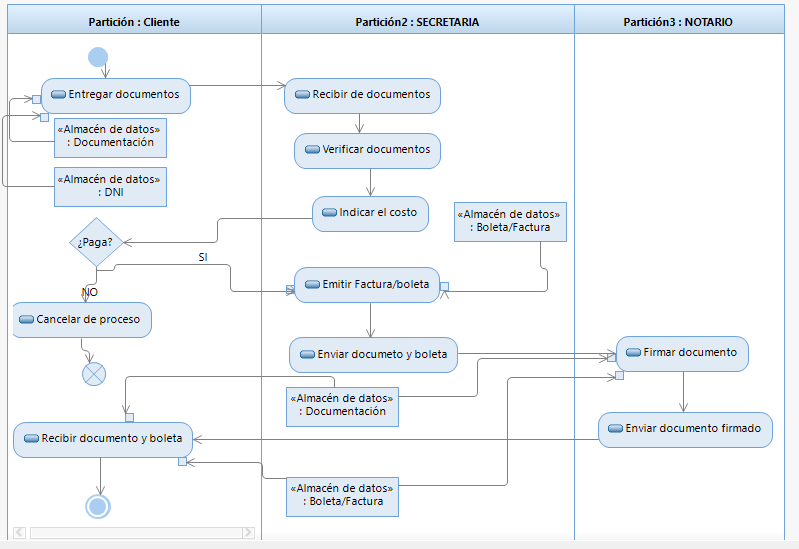 Partición : Cliente
Partición2 : SECRETARIA
Partición3 : NOTARIO
Entregar documentos
Recibir de documentos
«Almacén de datos»
: Documentación
Verificar documentos
«Almacén de datos»
: DNI
Indicar el costo
«Almacén de datos»
: Boleta/Factura
¿Paga?
SI
Emitir Factura/boleta
NO
Cancelar de proceso
Enviar documeto y boleta
Firmar documento
«Almacén de datos»
: Documentación
Enviar documento firmado
Recibir documento y boleta
«Almacén de datos»
: Boleta/Factura